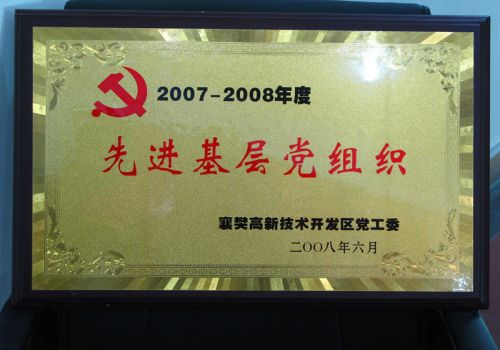 2007-2008年度
先进基层党组织
襄樊高新技术开发区党工委
二〇〇八年六月